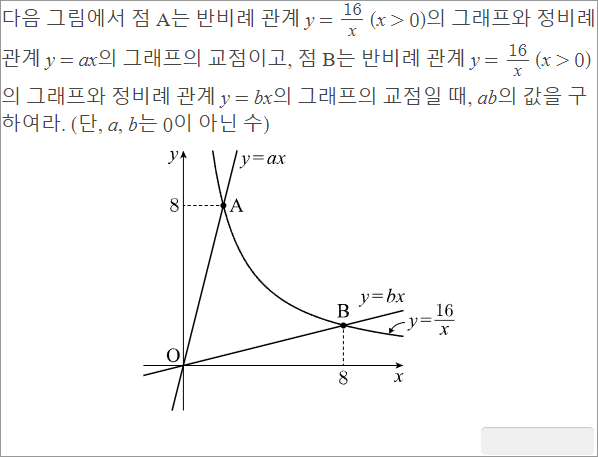 다음 그림에서 점 A는 반비례 관계 y = 16/x (x > 0)의 그래프와 정비례
관계 y = ax의 그래프의 교점이고, 점 B는 반비례 관계 y = 16/x (x > 0)
의 그래프와 정비례 관계 y = bx의 그래프의 교점일 때, ab의 값을 구
하여라. (단, a, b는 0이 아닌 수)
y
y=ax
8
A
y=bx
B
y=16/x
O
8
x